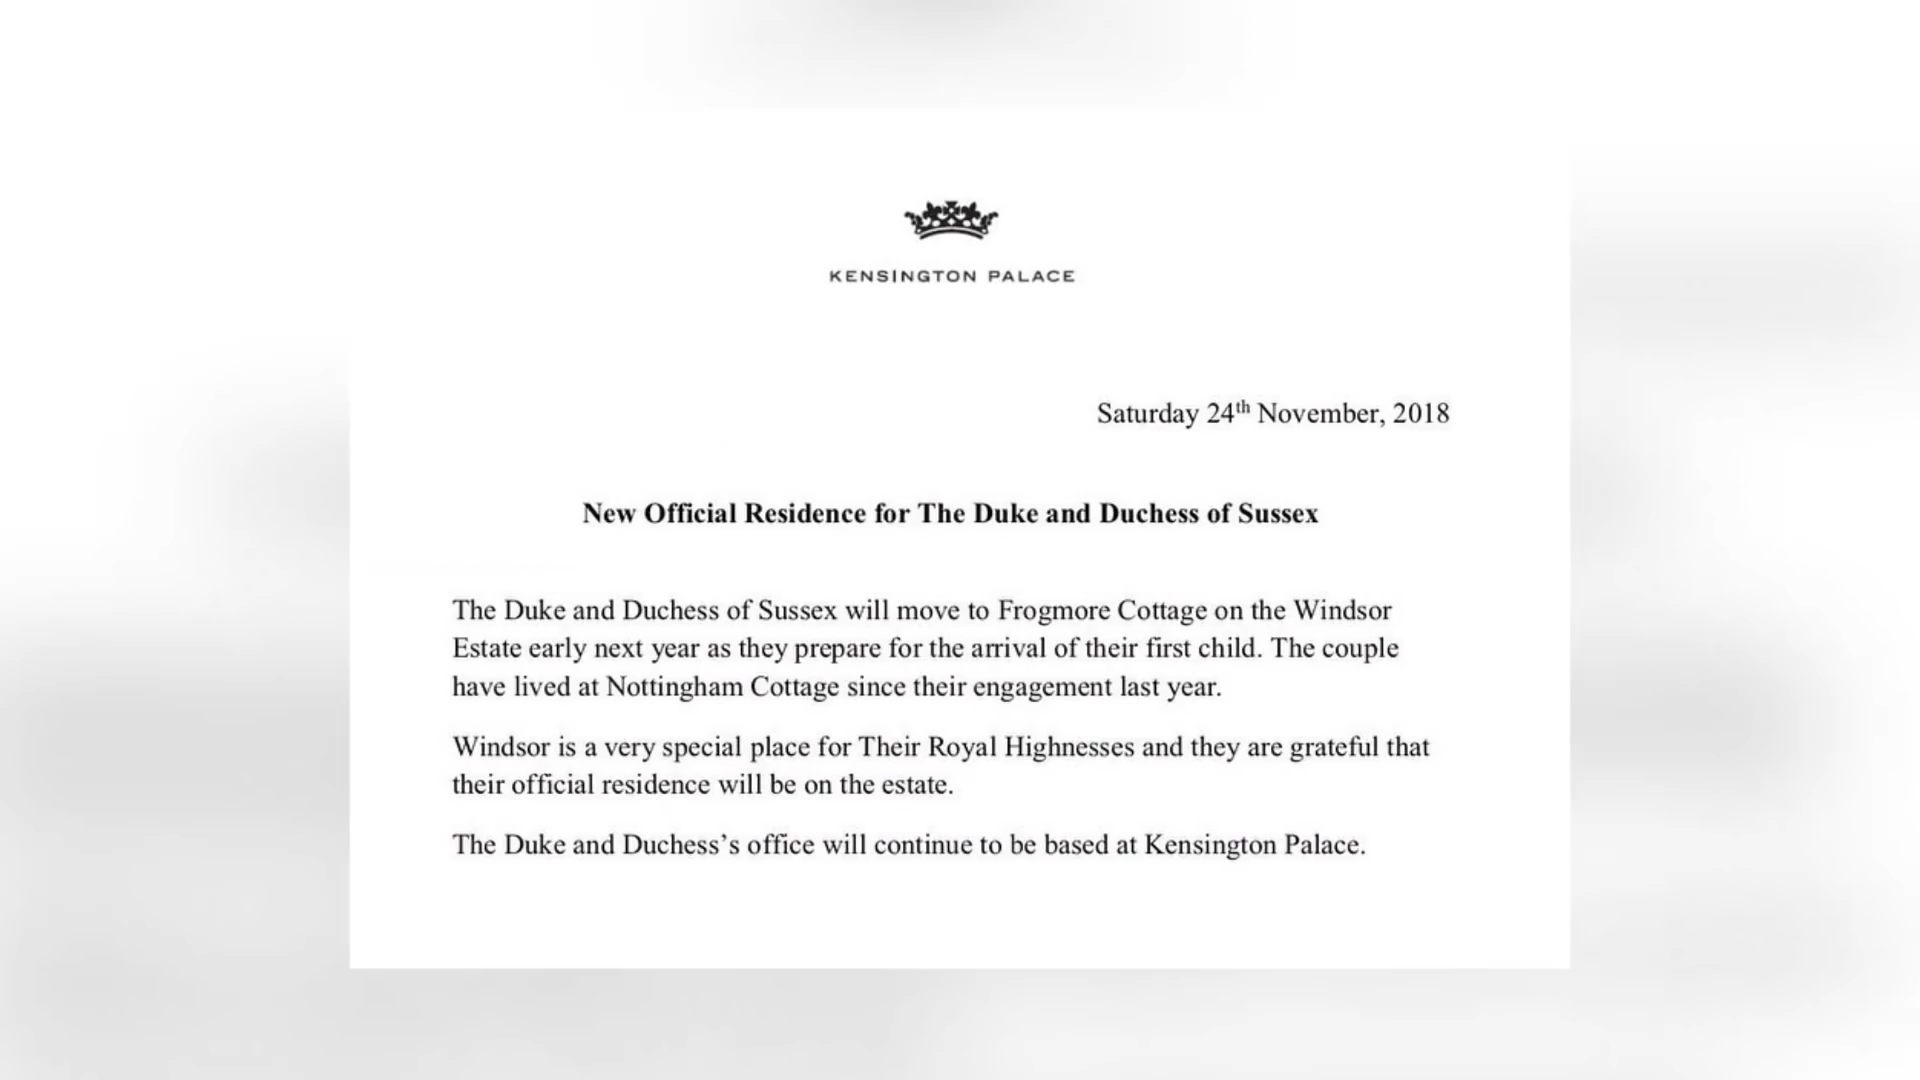 KENSINGTON PALACE
Saturday 24th November, 2018
New Official Residence for The Duke and Duchess of Sussex
The Duke and Duchess of Sussex will move to Frogmore Cottage on the Windsor
Estate early next year as they prepare for the arrival of their first child. The couple
have lived at Nottingham Cottage since their engagement last year.
Windsor is a very special place for Their Royal Highnesses and they are grateful that
their official residence will be on the estate.
The Duke and Duchess’s office will continue to be based at Kensington Palace.